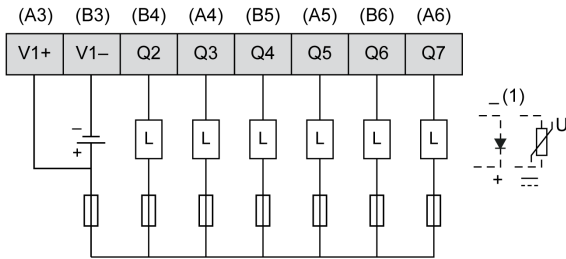 (A3) (B3) (B4) (A4) (B5) (A5) (B6) (A6)
V1+ V1– Q2 Q3 Q4 Q5 Q6 Q7
– (1)
– L L L L L L U
+
+